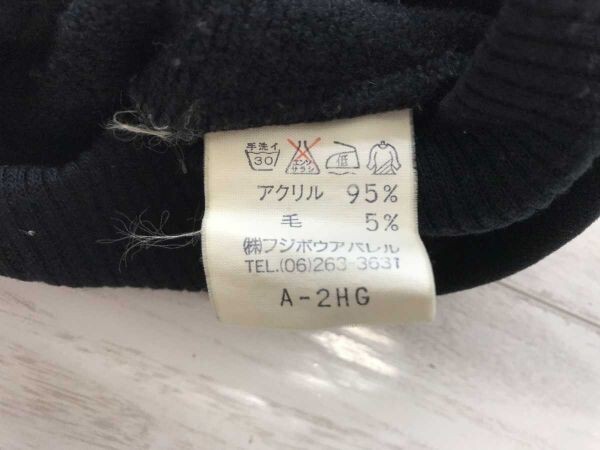 手洗イ
30 エンソ サラシ 低
アクリル 95%
毛 5%
㈱フジボウアパレル
TEL.(06)263-3631
A-2HG